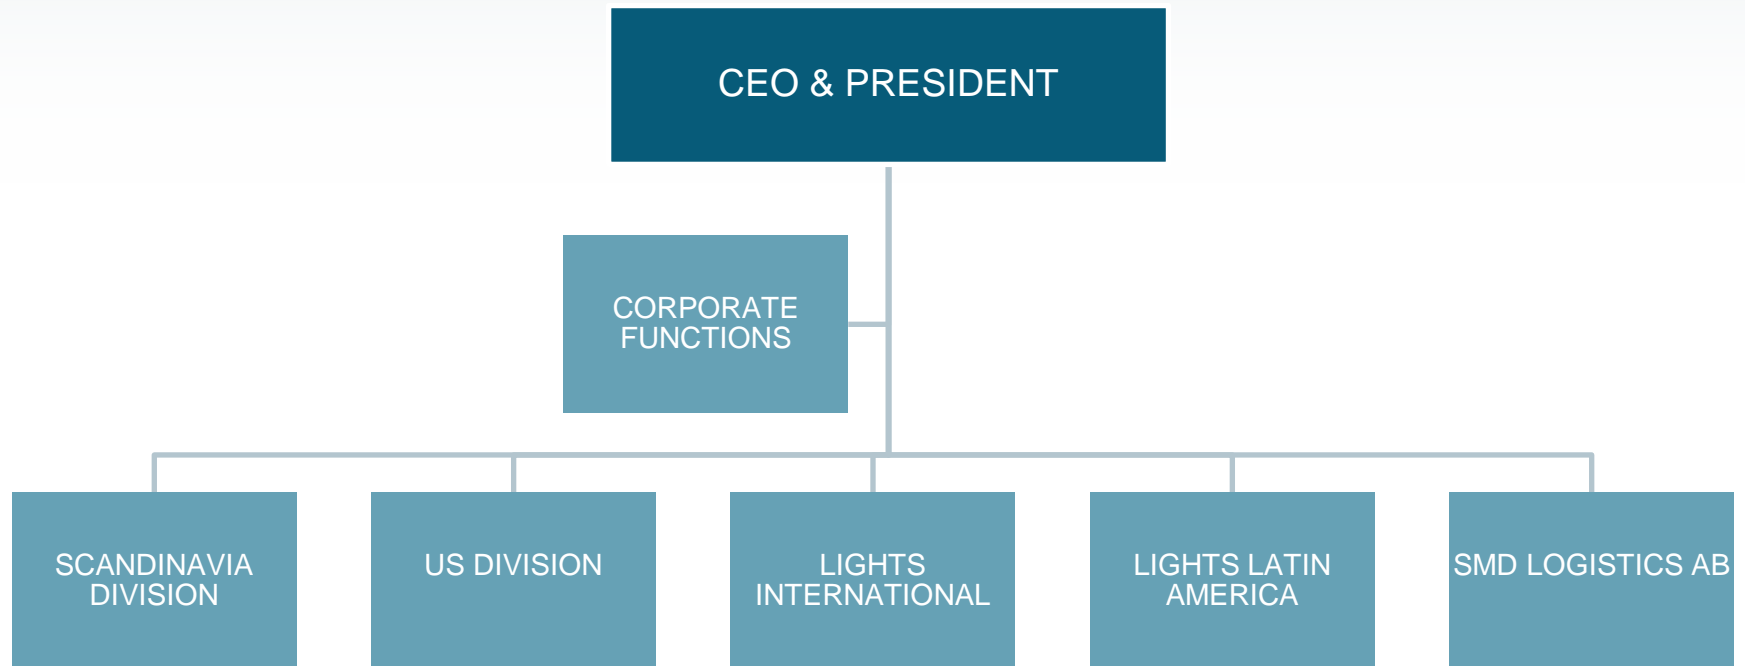 CEO & PRESIDENT
CORPORATE
FUNCTIONS
SCANDINAVIA
DIVISION
US DIVISION
LIGHTS
INTERNATIONAL
LIGHTS LATIN
AMERICA
SMD LOGISTICS AB